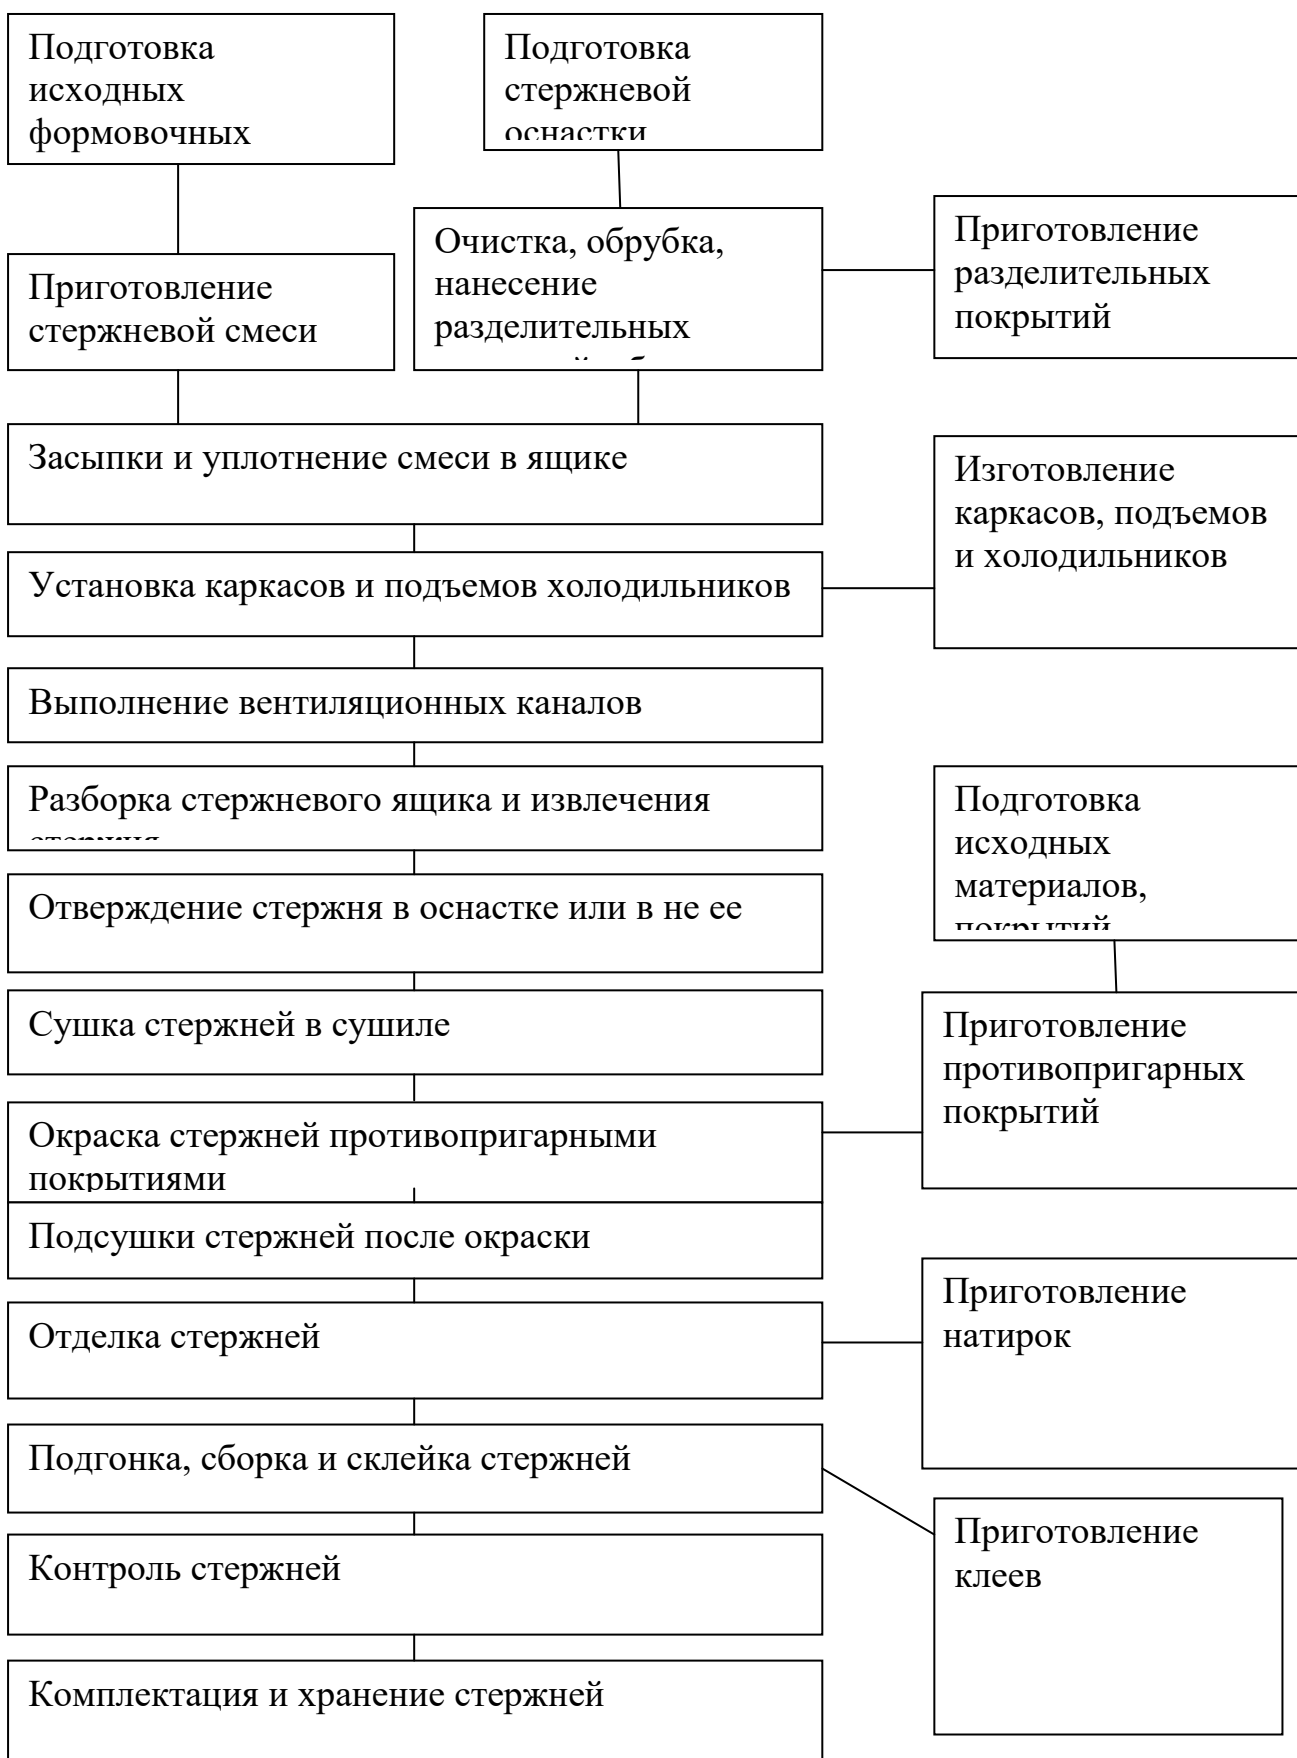 Подготовка
исходных
формовочных
Подготовка
стержневой
оснастки
Очистка, обрубка,
нанесение
разделительных
Приготовление
разделительных
покрытий
Приготовление
стержневой смеси
Засыпки и уплотнение смеси в ящике
Изготовление
каркасов, подъемов
и холодильников
Установка каркасов и подъемов холодильников
Выполнение вентиляционных каналов
Разборка стержневого ящика и извлечения
стержня
Подготовка
исходных
материалов,
покрытий
Отверждение стержня в оснастке или в не ее
Сушка стержней в сушиле
Приготовление
противопригарных
покрытий
Окраска стержней противопригарными
покрытиями
Подсушки стержней после окраски
Приготовление
натирок
Отделка стержней
Подгонка, сборка и склейка стержней
Приготовление
клеев
Контроль стержней
Комплектация и хранение стержней